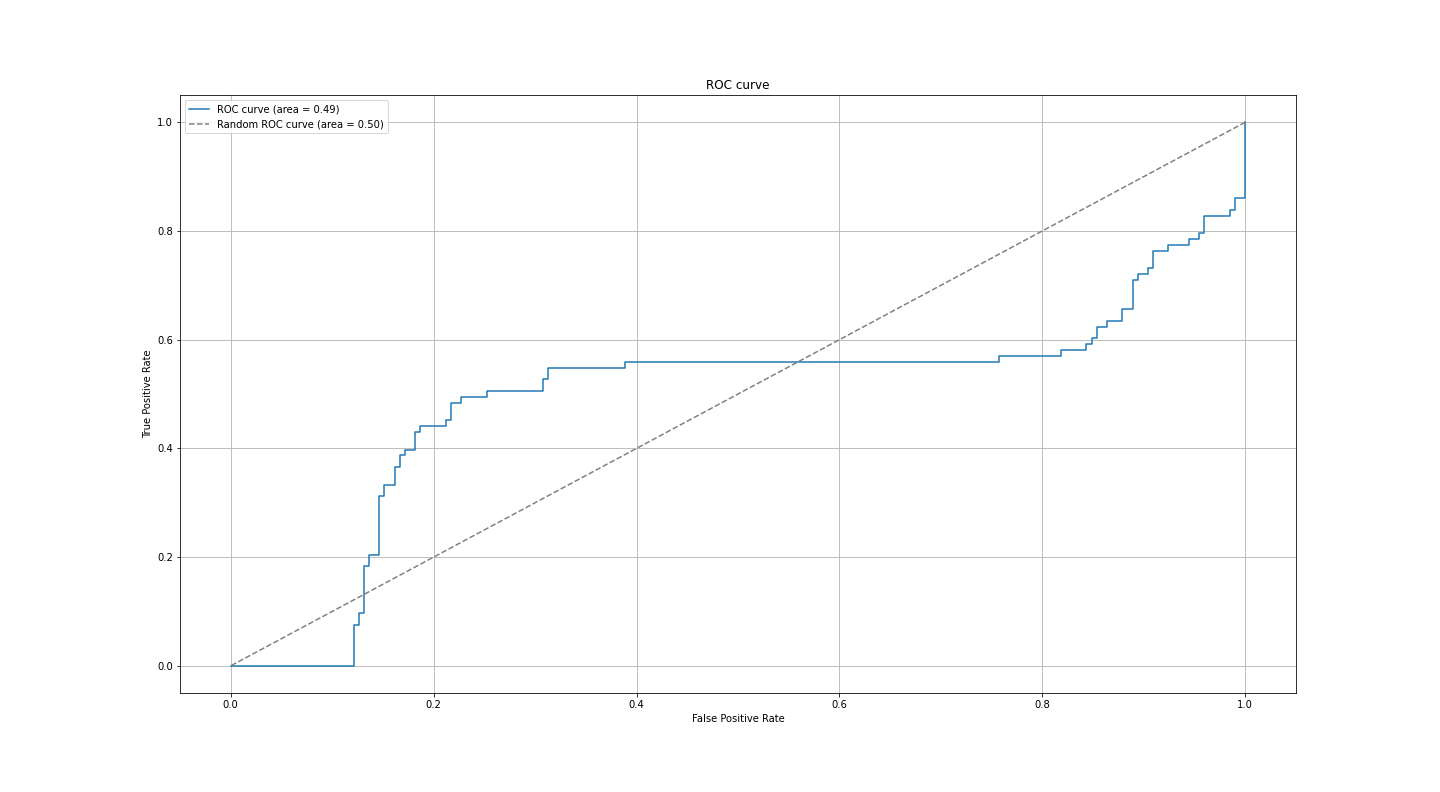 ROC curve
ROC curve (area = 0.49)
Random ROC curve (area = 0.50)
1.0
0.8
0.6
0.4
0.2
0.0
True Positive Rate
0.0 0.2 0.4 0.6 0.8 1.0
False Positive Rate